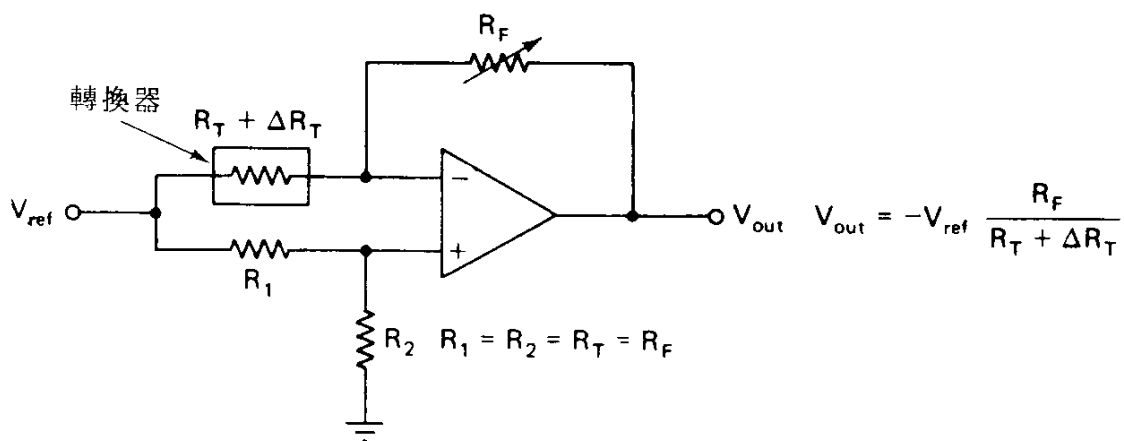 R_F
轉換器
R_T + ΔR_T
V_ref
−
+
V_out
V_out = −V_ref R_F / (R_T + ΔR_T)
R_1
R_2
R_1 = R_2 = R_T = R_F